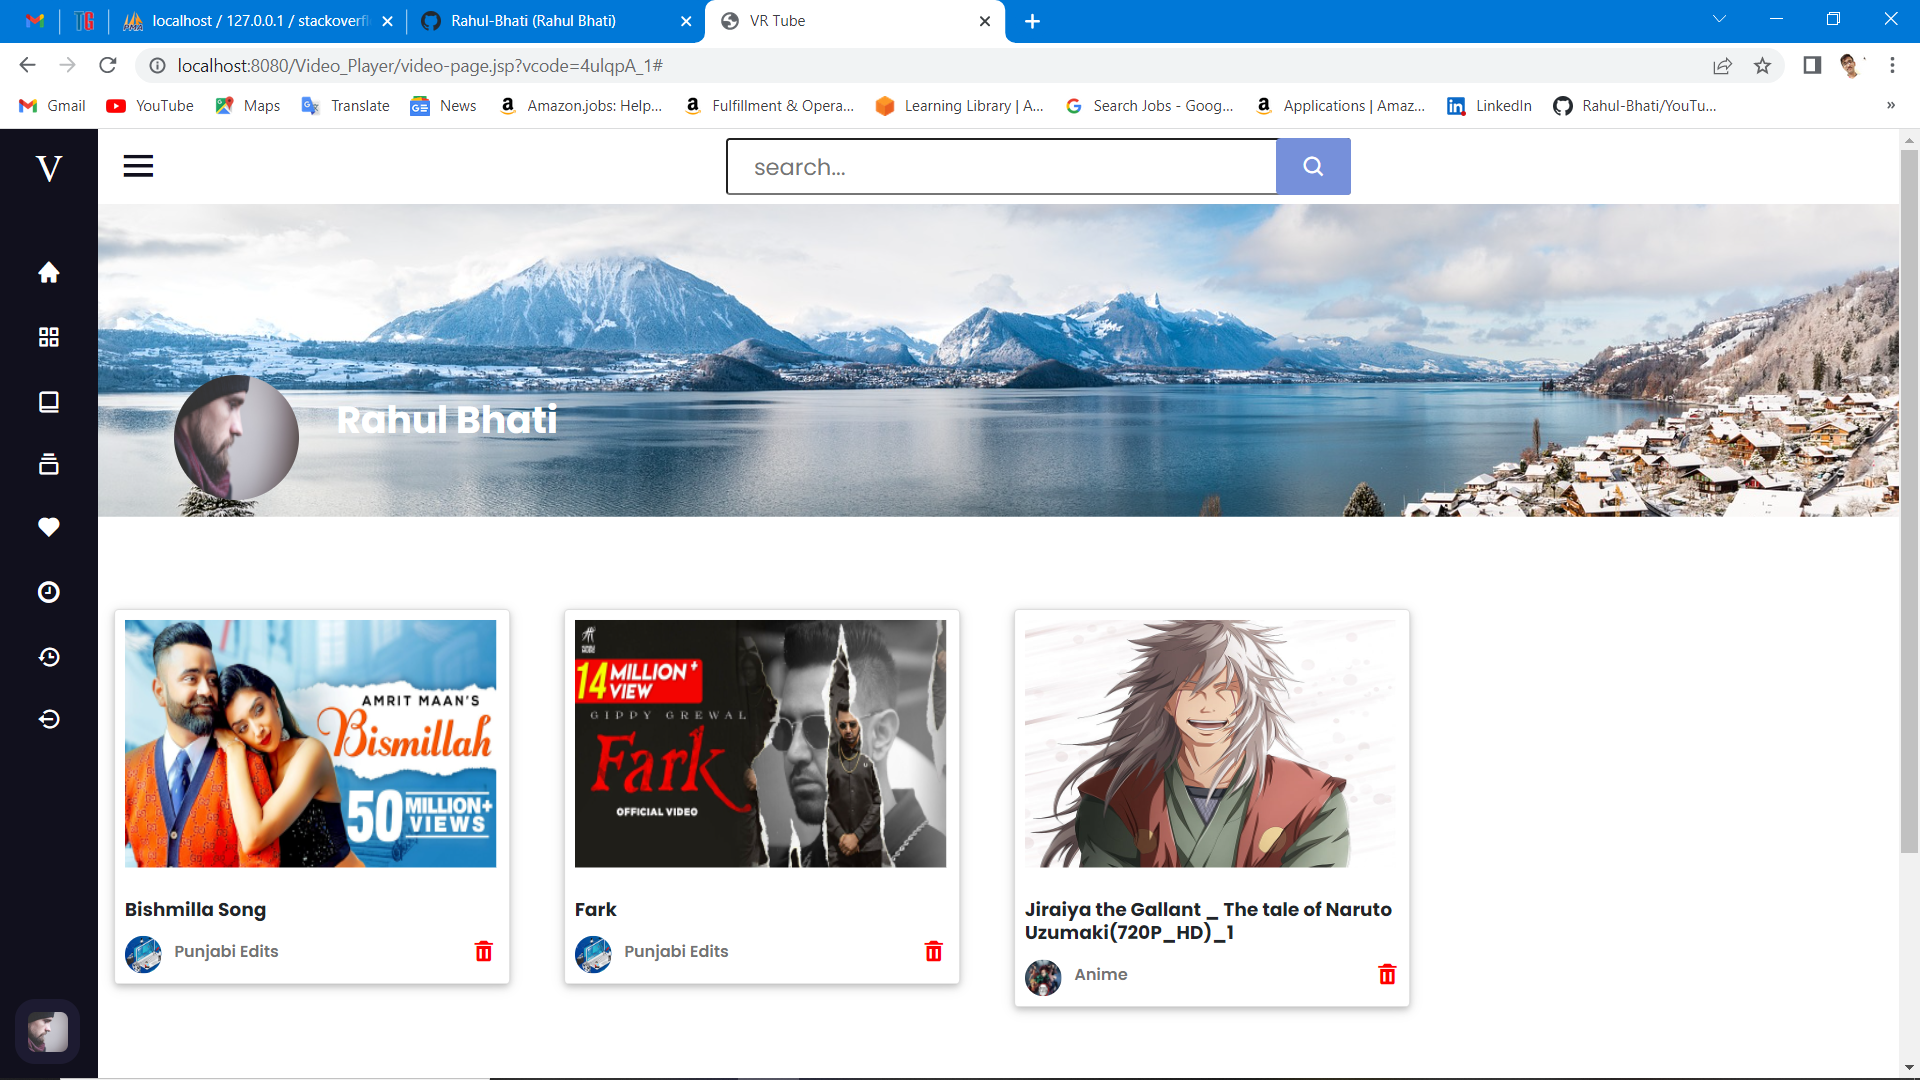 localhost / 127.0.0.1 / stackoverfl
Rahul-Bhati (Rahul Bhati)
VR Tube
localhost:8080/Video_Player/video-page.jsp?vcode=4ulqpA_1#
Gmail
YouTube
Maps
Translate
News
Amazon.jobs: Help...
Fulfillment & Opera...
Learning Library | A...
Search Jobs - Goog...
Applications | Amaz...
LinkedIn
Rahul-Bhati/YouTu...
»
V
search...
Rahul Bhati
AMRIT MAAN'S
Bismillah
50 MILLION+
VIEWS
14 MILLION+
VIEW
GIPPY GREWAL
Fark
OFFICIAL VIDEO
Bishmilla Song
Punjabi Edits
Fark
Punjabi Edits
Jiraiya the Gallant _ The tale of Naruto
Uzumaki(720P_HD)_1
Anime